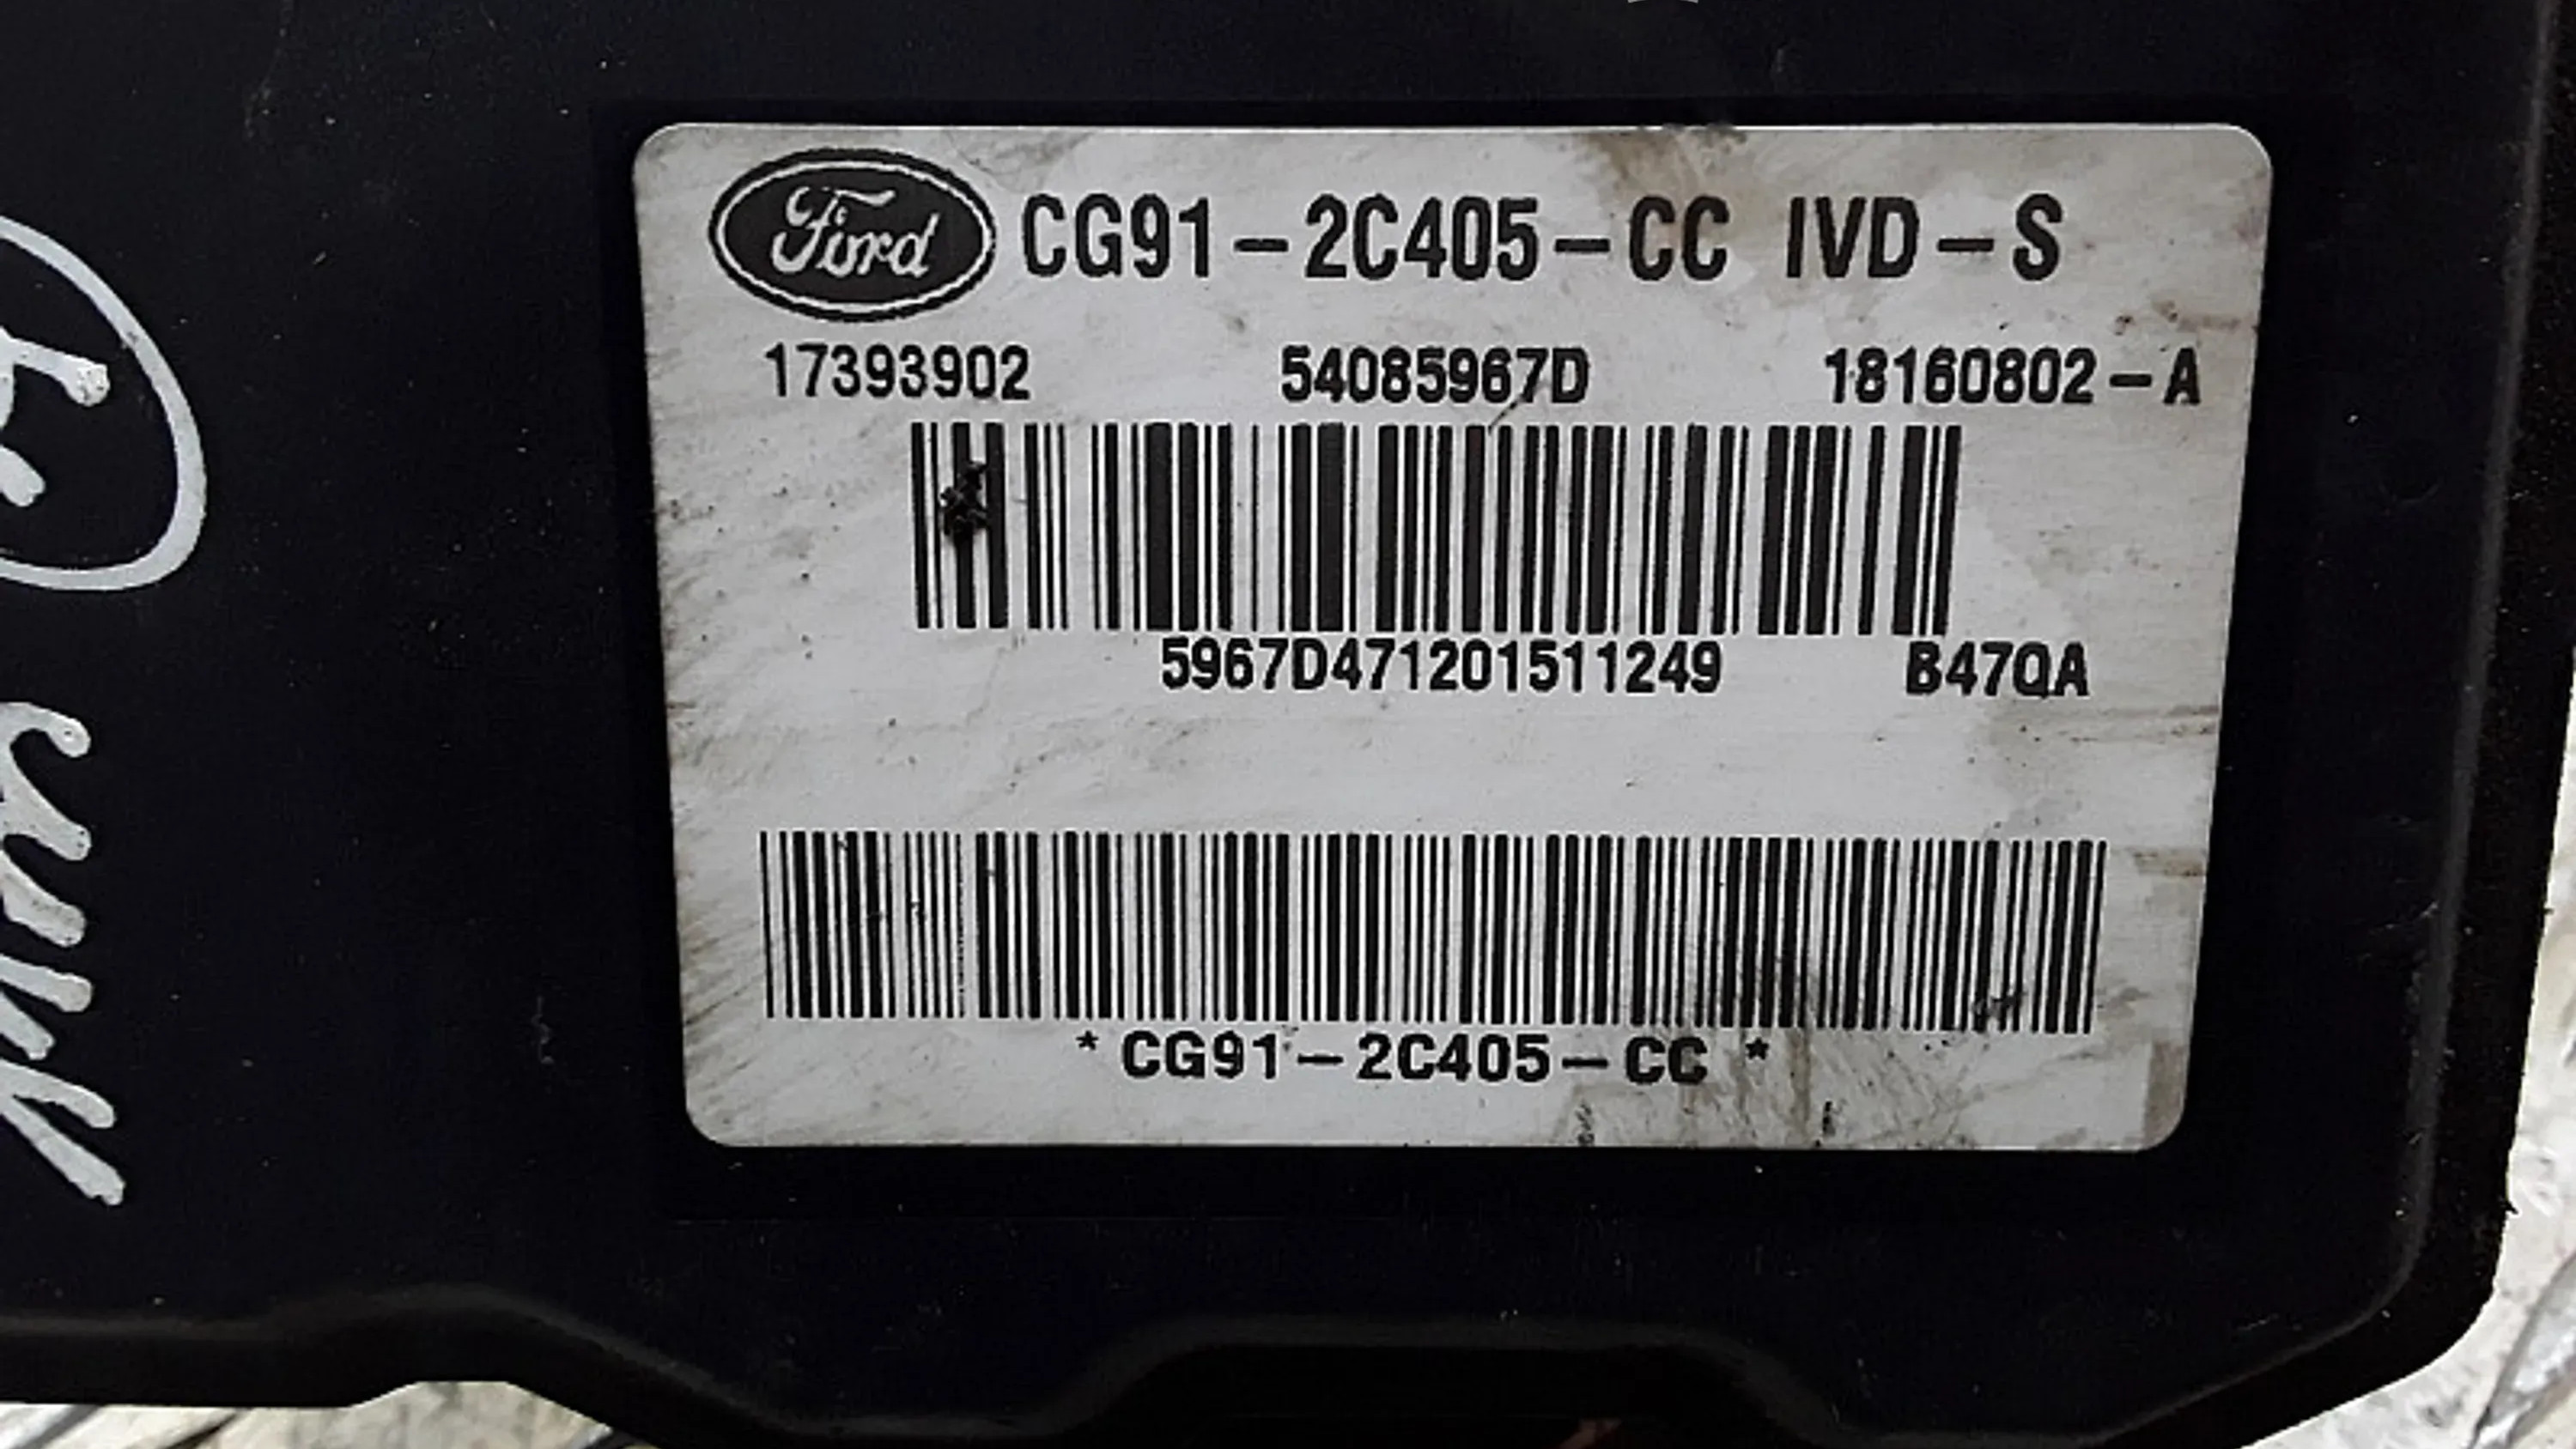 Ford CG91-2C405-CC IVD-S
17393902 54085967D 18160802-A
5967D471201511249 B47QA
*CG91-2C405-CC*